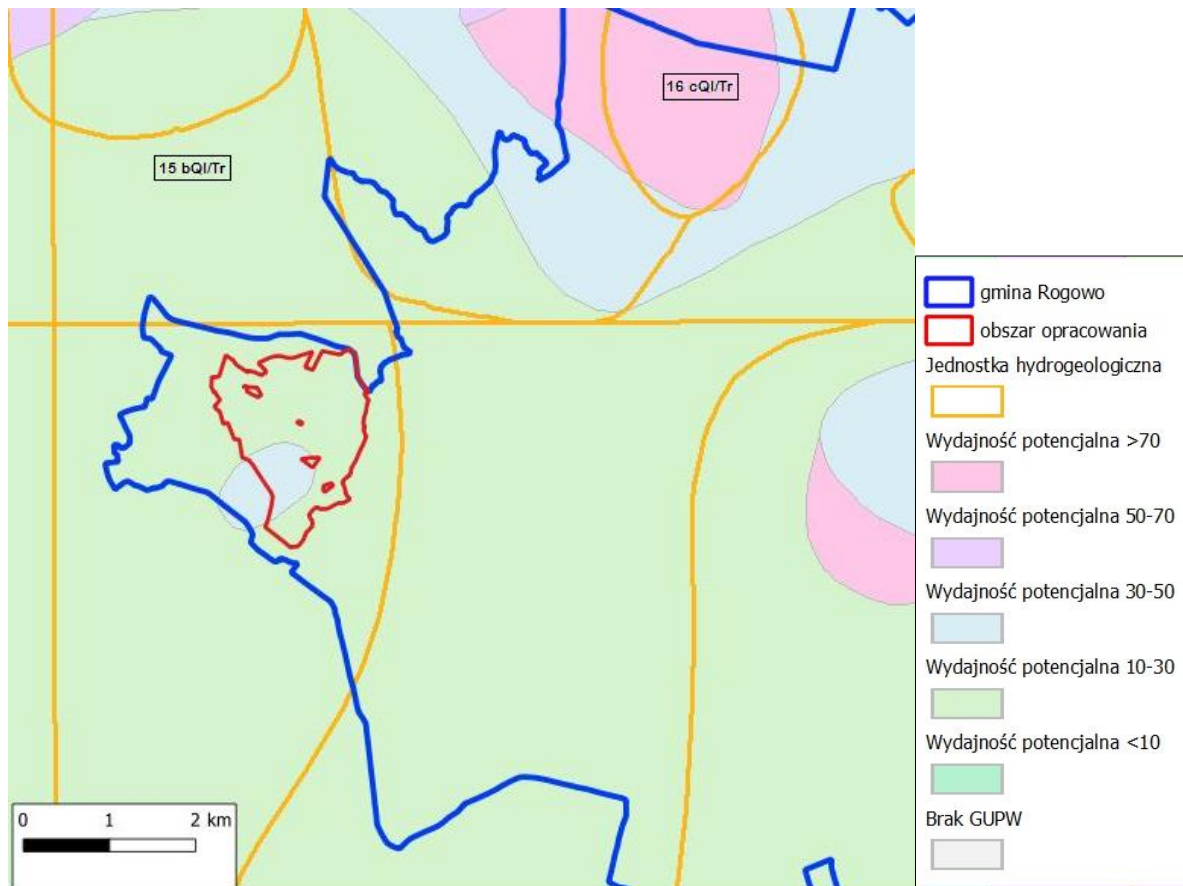 16 cQI/Tr
15 bQI/Tr
0 1 2 km
gmina Rogowo
obszar opracowania
Jednostka hydrogeologiczna
Wydajność potencjalna >70
Wydajność potencjalna 50-70
Wydajność potencjalna 30-50
Wydajność potencjalna 10-30
Wydajność potencjalna <10
Brak GUPW